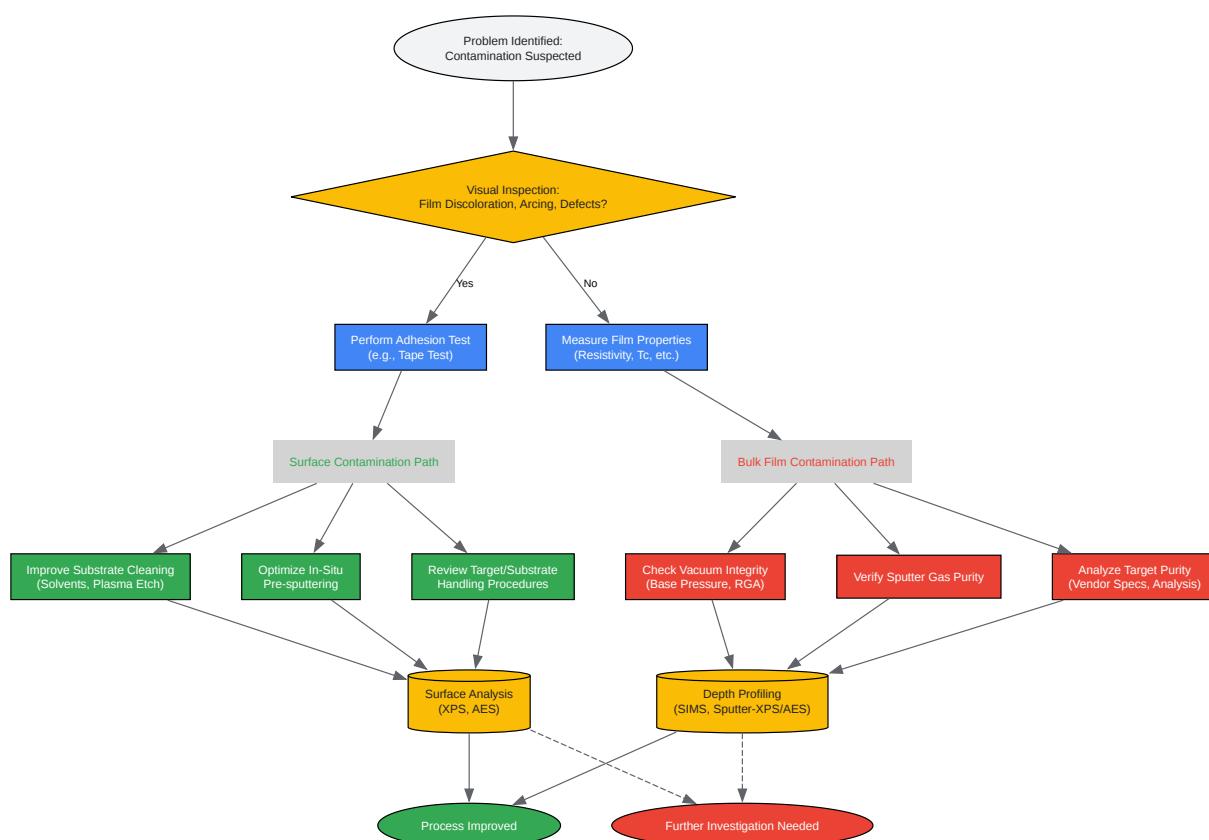 Problem Identified:
Contamination Suspected
Visual Inspection:
Film Discoloration, Arcing, Defects?
Yes
No
Perform Adhesion Test
(e.g., Tape Test)
Measure Film Properties
(Resistivity, Tc, etc.)
Surface Contamination Path
Bulk Film Contamination Path
Improve Substrate Cleaning
(Solvents, Plasma Etch)
Optimize In-Situ
Pre-sputtering
Review Target/Substrate
Handling Procedures
Check Vacuum Integrity
(Base Pressure, RGA)
Verify Sputter Gas Purity
Analyze Target Purity
(Vendor Specs, Analysis)
Surface Analysis
(XPS, AES)
Depth Profiling
(SIMS, Sputter-XPS/AES)
Process Improved
Further Investigation Needed